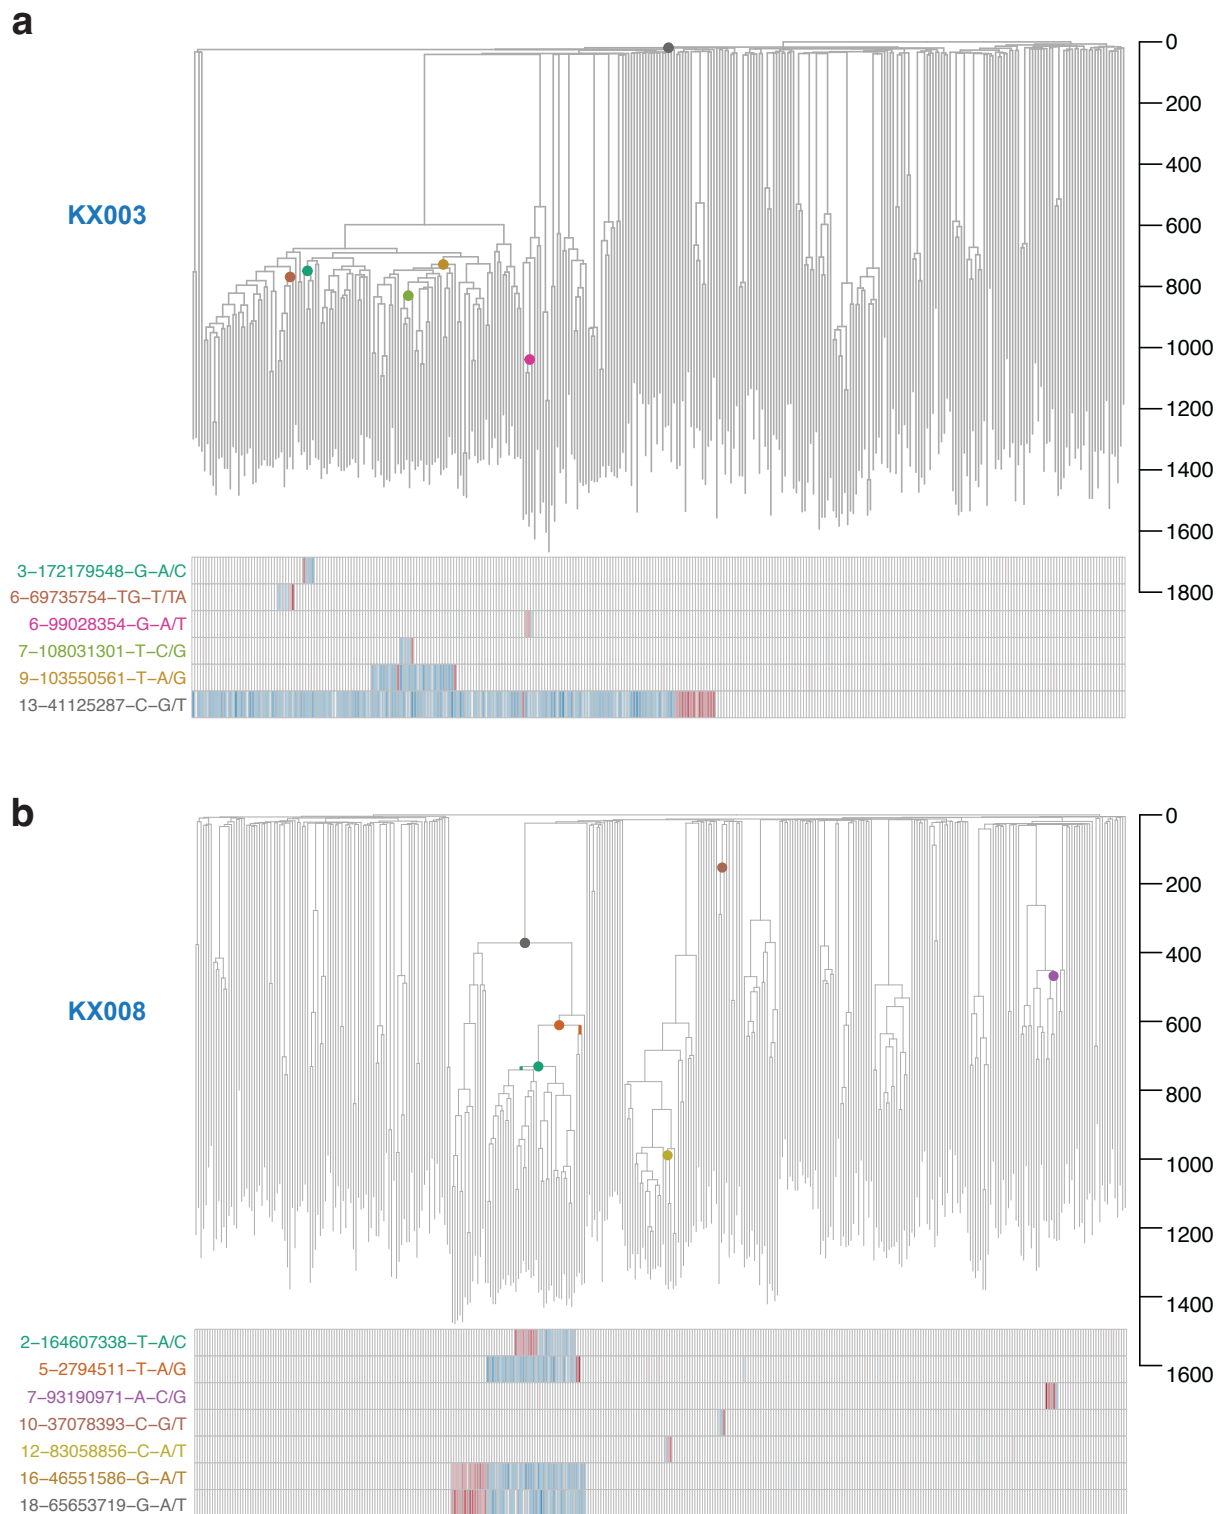 a
KX003
0
200
400
600
800
1000
1200
1400
1600
1800
3–172179548–G–A/C
6–69735754–TG–T/TA
6–99028354–G–A/T
7–108031301–T–C/G
9–103550561–T–A/G
13–41125287–C–G/T
b
KX008
0
200
400
600
800
1000
1200
1400
1600
2–164607338–T–A/C
5–2794511–T–A/G
7–93190971–A–C/G
10–37078393–C–G/T
12–83058856–C–A/T
16–46551586–G–A/T
18–65653719–G–A/T